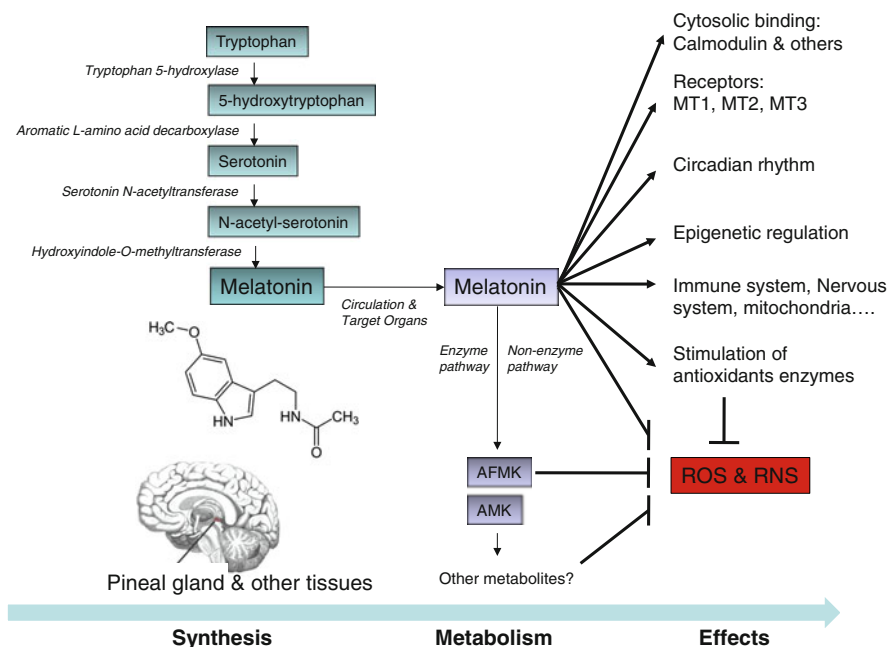 Tryptophan
Tryptophan 5-hydroxylase
5-hydroxytryptophan
Aromatic L-amino acid decarboxylase
Serotonin
Serotonin N-acetyltransferase
N-acetyl-serotonin
Hydroxyindole-O-methyltransferase
Melatonin
Circulation &
Target Organs
Melatonin
Enzyme
pathway
Non-enzyme
pathway
AFMK
AMK
Other metabolites?
Cytosolic binding:
Calmodulin & others
Receptors:
MT1, MT2, MT3
Circadian rhythm
Epigenetic regulation
Immune system, Nervous
system, mitochondria....
Stimulation of
antioxidants enzymes
ROS & RNS
H₃C
O
HN
HN
CH₃
O
Pineal gland & other tissues
Synthesis
Metabolism
Effects